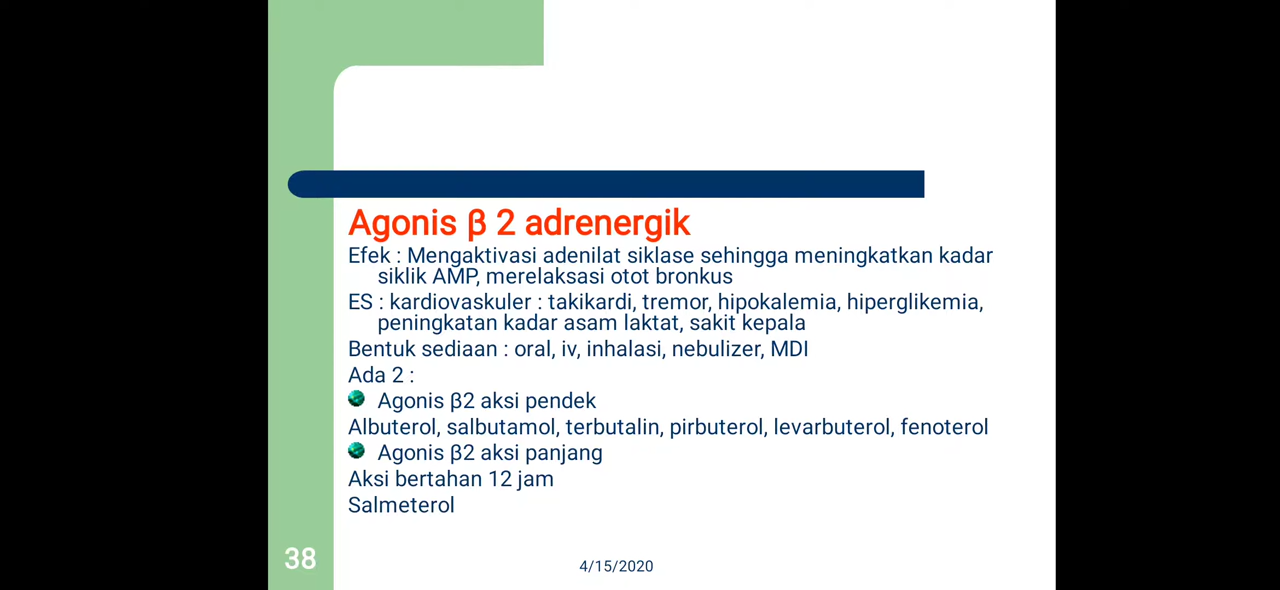 Agonis β 2 adrenergik
Efek : Mengaktivasi adenilat siklase sehingga meningkatkan kadar
siklik AMP, merelaksasi otot bronkus
ES : kardiovaskuler : takikardi, tremor, hipokalemia, hiperglikemia,
peningkatan kadar asam laktat, sakit kepala
Bentuk sediaan : oral, iv, inhalasi, nebulizer, MDI
Ada 2 :
Agonis β2 aksi pendek
Albuterol, salbutamol, terbutalin, pirbuterol, levarbuterol, fenoterol
Agonis β2 aksi panjang
Aksi bertahan 12 jam
Salmeterol
38
4/15/2020